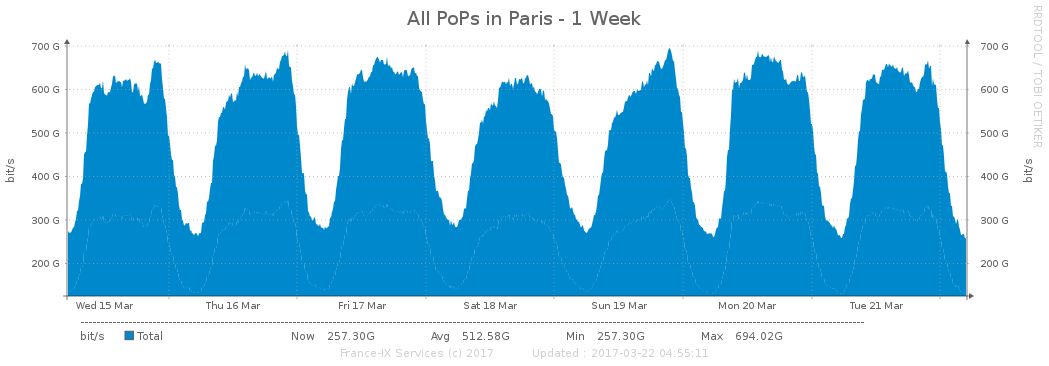 All PoPs in Paris - 1 Week
RRDTOOL / TOBI OETIKER
700 G 700 G
600 G 600 G
500 G 500 G
400 G 400 G
300 G 300 G
200 G 200 G
bit/s bit/s
Wed 15 Mar Thu 16 Mar Fri 17 Mar Sat 18 Mar Sun 19 Mar Mon 20 Mar Tue 21 Mar
bit/s Total Now 257.30G Avg 512.58G Min 257.30G Max 694.02G
France-IX Services (c) 2017 Updated : 2017-03-22 04:55:11